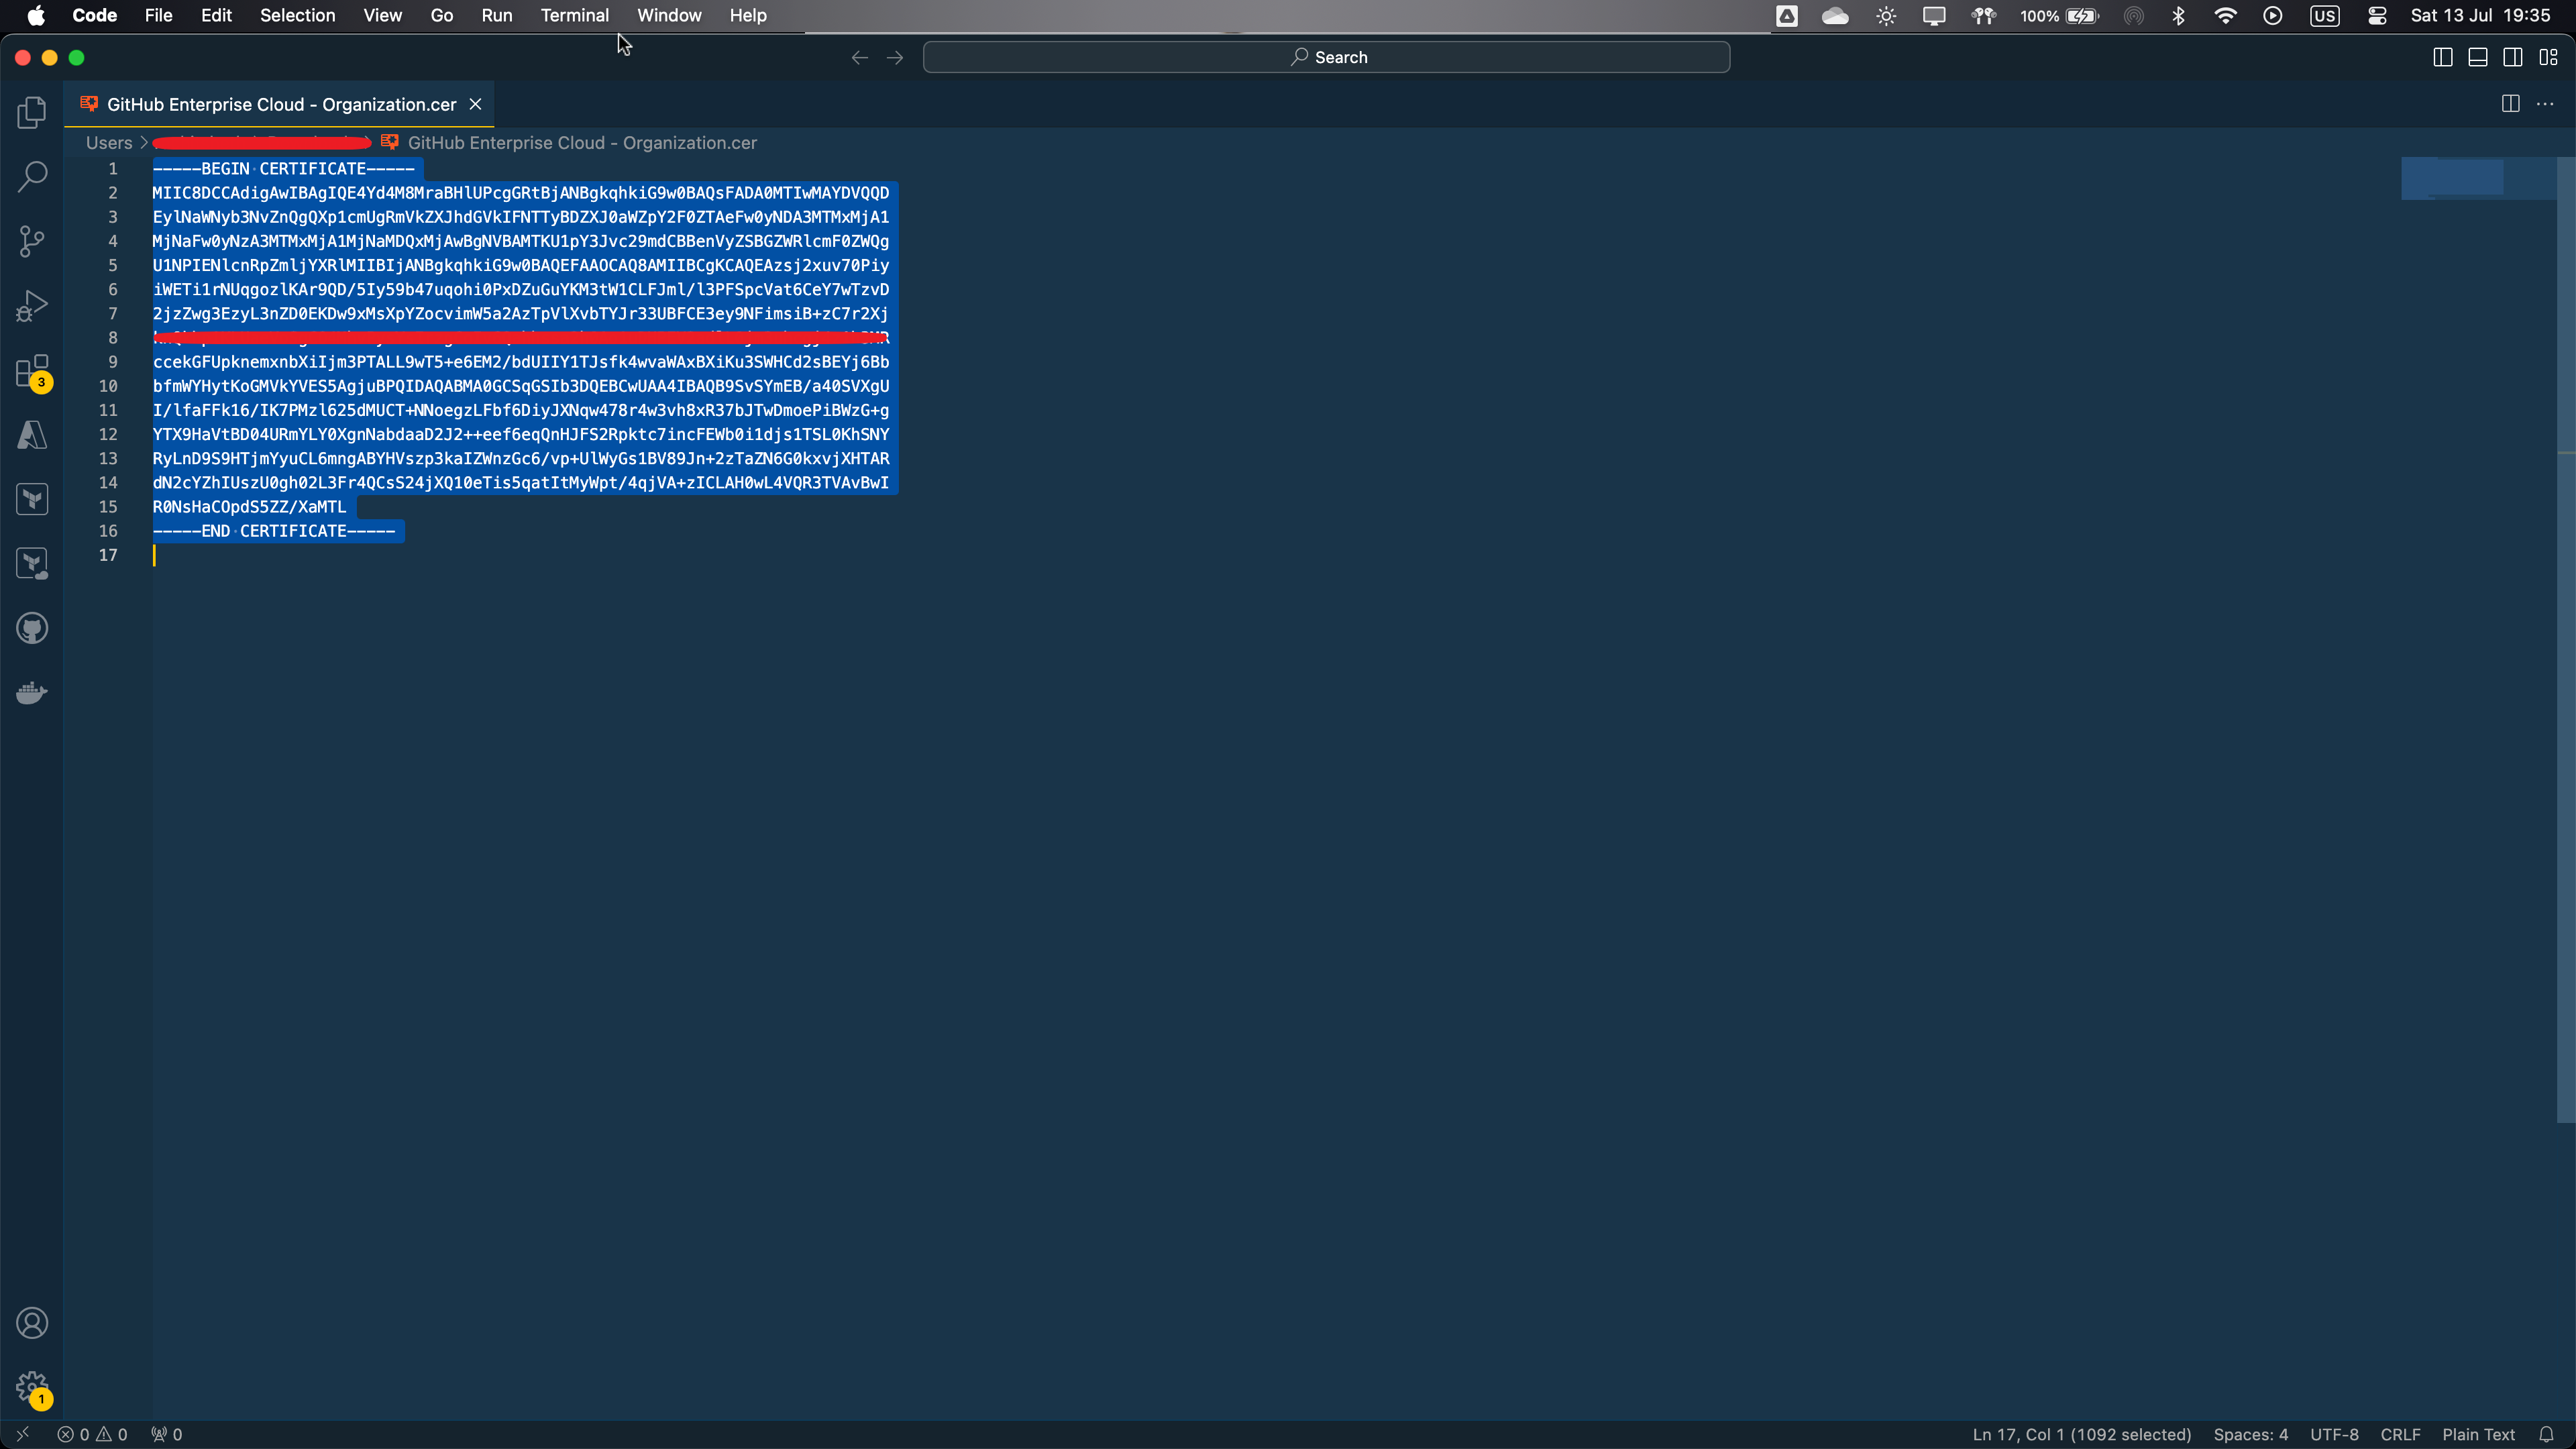 Code File Edit Selection View Go Run Terminal Window Help 100% US Sat 13 Jul 19:35
Search
GitHub Enterprise Cloud - Organization.cer
Users > GitHub Enterprise Cloud - Organization.cer
1 -----BEGIN CERTIFICATE-----
2 MIIC8DCCAdigAwIBAgIQE4Yd4M8MraBHlUPcgGRtBjANBgkqhkiG9w0BAQsFADA0MTIwMAYDVQQD
3 EylNaWNyb3NvZnQgQXp1cmUgRmVkZXJhdGVkIFNTTyBDZXJ0aWZpY2F0ZTAeFw0yNDA3MTMxMjA1
4 MjNaFw0yNzA3MTMxMjA1MjNaMDQxMjAwBgNVBAMTKU1pY3Jvc29mdCBBenVyZSBGZWRlcmF0ZWQg
5 U1NPIENlcnRpZmljYXRlMIIBIjANBgkqhkiG9w0BAQEFAAOCAQ8AMIIBCgKCAQEAzsj2xuv70Piy
6 iWETi1rNUqgozlKAr9QD/5Iy59b47uqohi0PxDZuGuYKM3tW1CLFJml/l3PFSpcVat6CeY7wTzvD
7 2jzZwg3EzyL3nZD0EKDw9xMsXpYZocvimW5a2AzTpVlXvbTYJr33UBFCE3ey9NFimsiB+zC7r2Xj
8
9 ccekGFUpknemxnbXiIjm3PTALL9wT5+e6EM2/bdUIIY1TJsfk4wvaWAxBXiKu3SWHCd2sBEYj6Bb
10 bfmWYHytKoGMVkYVES5AgjuBPQIDAQABMA0GCSqGSIb3DQEBCwUAA4IBAQB9SvSYmEB/a40SVXgU
11 I/lfaFFk16/IK7PMzl625dMUCT+NNoegzLFbf6DiyJXNqw478r4w3vh8xR37bJTwDmoePiBWzG+g
12 YTX9HaVtBD04URmYLY0XgnNabdaaD2J2++eef6eqQnHJFS2Rpktc7incFEWb0i1djs1TSL0KhSNY
13 RyLnD9S9HTjmYyuCL6mngABYHVszp3kaIZWnzGc6/vp+UlWyGs1BV89Jn+2zTaZN6G0kxvjXHTAR
14 dN2cYZhIUszU0gh02L3Fr4QCsS24jXQ10eTis5qatItMyWpt/4qjVA+zICLAH0wL4VQR3TVAvBwI
15 R0NsHaCOpdS5ZZ/XaMTL
16 -----END CERTIFICATE-----
17
3
1
0 0 0 Ln 17, Col 1 (1092 selected) Spaces: 4 UTF-8 CRLF Plain Text